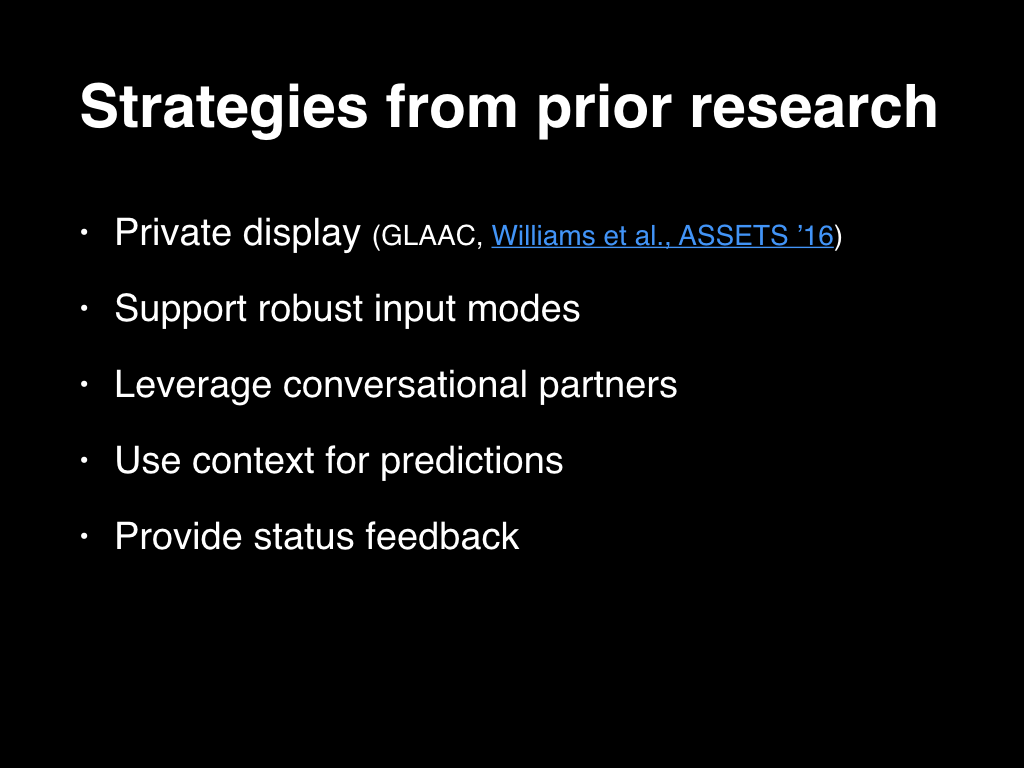 Strategies from prior research
• Private display (GLAAC, Williams et al., ASSETS ’16)
• Support robust input modes
• Leverage conversational partners
• Use context for predictions
• Provide status feedback